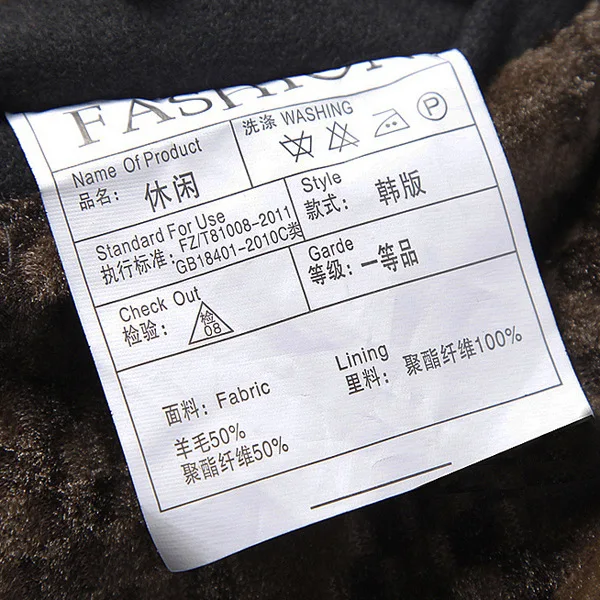 FASHION
洗涤 WASHING
P
Name Of Product
品名: 休闲
Style
款式: 韩版
Standard For Use
执行标准: FZ/T81008-2011
GB18401-2010C类
Garde
等级: 一等品
Check Out
检验: 检
08
面料: Fabric
羊毛50%
聚酯纤维50%
Lining
里料: 聚酯纤维100%